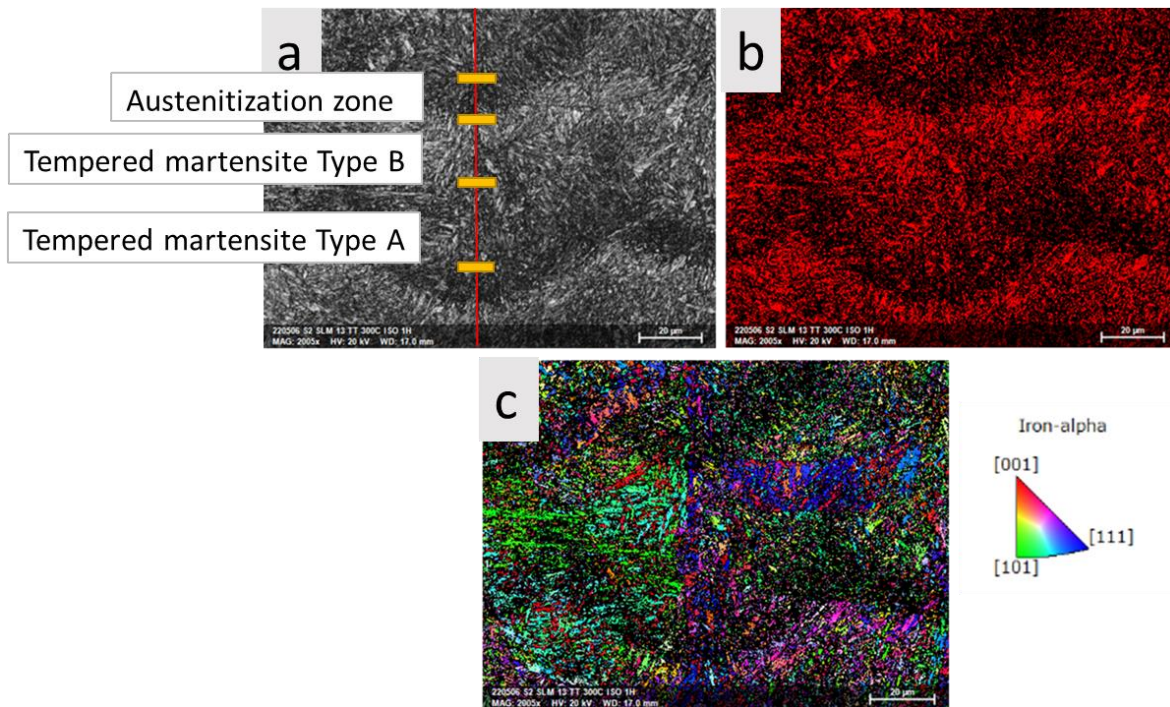 a
Austenitization zone
Tempered martensite Type B
Tempered martensite Type A
220506 S2 SLM 13 TT 300C ISO 1H
MAG: 2005x HV: 20 kV WD: 17.0 mm
20 µm
b
220506 S2 SLM 13 TT 300C ISO 1H
MAG: 2005x HV: 20 kV WD: 17.0 mm
20 µm
c
220506 S2 SLM 13 TT 300C ISO 1H
MAG: 2005x HV: 20 kV WD: 17.0 mm
20 µm
Iron-alpha
[001]
[111]
[101]